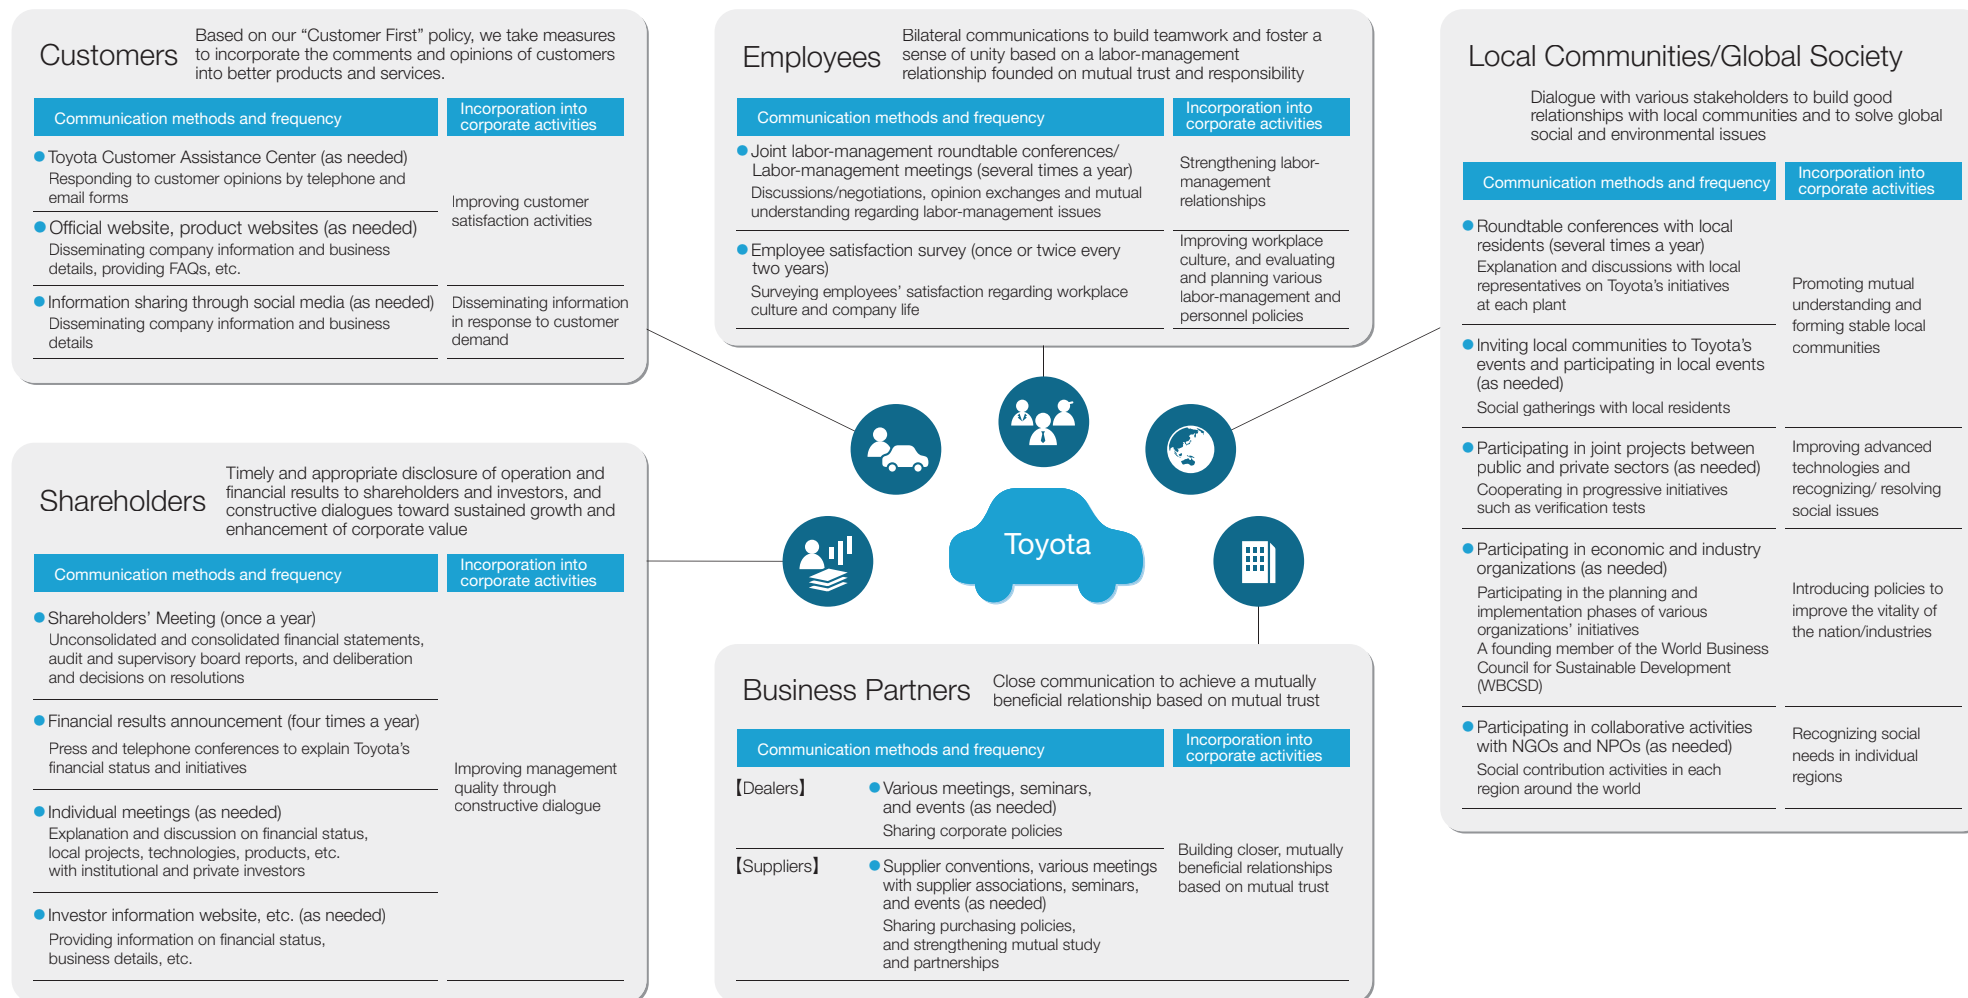 Customers
Based on our “Customer First” policy, we take measures
to incorporate the comments and opinions of customers
into better products and services.
Communication methods and frequency
Incorporation into
corporate activities
Toyota Customer Assistance Center (as needed)
Responding to customer opinions by telephone and
email forms
Official website, product websites (as needed)
Disseminating company information and business
details, providing FAQs, etc.
Improving customer
satisfaction activities
Information sharing through social media (as needed)
Disseminating company information and business
details
Disseminating information
in response to customer
demand
Shareholders
Timely and appropriate disclosure of operation and
financial results to shareholders and investors, and
constructive dialogues toward sustained growth and
enhancement of corporate value
Communication methods and frequency
Incorporation into
corporate activities
Shareholders’ Meeting (once a year)
Unconsolidated and consolidated financial statements,
audit and supervisory board reports, and deliberation
and decisions on resolutions
Financial results announcement (four times a year)
Press and telephone conferences to explain Toyota’s
financial status and initiatives
Individual meetings (as needed)
Explanation and discussion on financial status,
local projects, technologies, products, etc.
with institutional and private investors
Investor information website, etc. (as needed)
Providing information on financial status,
business details, etc.
Improving management
quality through
constructive dialogue
Employees
Bilateral communications to build teamwork and foster a
sense of unity based on a labor-management
relationship founded on mutual trust and responsibility
Communication methods and frequency
Incorporation into
corporate activities
Joint labor-management roundtable conferences/
Labor-management meetings (several times a year)
Discussions/negotiations, opinion exchanges and mutual
understanding regarding labor-management issues
Strengthening labor-
management
relationships
Employee satisfaction survey (once or twice every
two years)
Surveying employees’ satisfaction regarding workplace
culture and company life
Improving workplace
culture, and evaluating
and planning various
labor-management and
personnel policies
Toyota
Business Partners
Close communication to achieve a mutually
beneficial relationship based on mutual trust
Communication methods and frequency
Incorporation into
corporate activities
【Dealers】
Various meetings, seminars,
and events (as needed)
Sharing corporate policies
【Suppliers】
Supplier conventions, various meetings
with supplier associations, seminars,
and events (as needed)
Sharing purchasing policies,
and strengthening mutual study
and partnerships
Building closer, mutually
beneficial relationships
based on mutual trust
Local Communities/Global Society
Dialogue with various stakeholders to build good
relationships with local communities and to solve global
social and environmental issues
Communication methods and frequency
Incorporation into
corporate activities
Roundtable conferences with local
residents (several times a year)
Explanation and discussions with local
representatives on Toyota’s initiatives
at each plant
Inviting local communities to Toyota’s
events and participating in local events
(as needed)
Social gatherings with local residents
Promoting mutual
understanding and
forming stable local
communities
Participating in joint projects between
public and private sectors (as needed)
Cooperating in progressive initiatives
such as verification tests
Improving advanced
technologies and
recognizing/ resolving
social issues
Participating in economic and industry
organizations (as needed)
Participating in the planning and
implementation phases of various
organizations’ initiatives
A founding member of the World Business
Council for Sustainable Development
(WBCSD)
Introducing policies to
improve the vitality of
the nation/industries
Participating in collaborative activities
with NGOs and NPOs (as needed)
Social contribution activities in each
region around the world
Recognizing social
needs in individual
regions